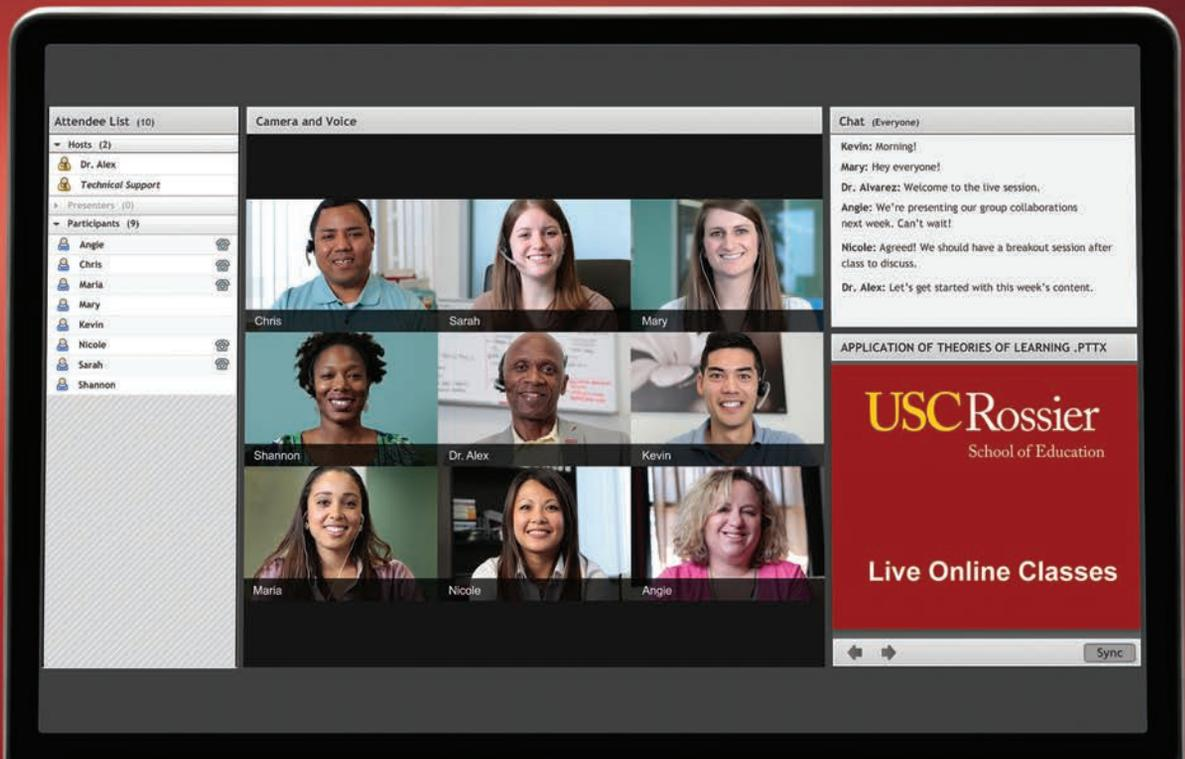 Attendee List (10)
Hosts (2)
Dr. Alex
Technical Support
Presenters (0)
Participants (9)
Angie
Chris
Maria
Mary
Kevin
Nicole
Sarah
Shannon
Camera and Voice
Chris
Sarah
Mary
Shannon
Dr. Alex
Kevin
Maria
Nicole
Angie
Chat (Everyone)
Kevin: Morning!
Mary: Hey everyone!
Dr. Alvarez: Welcome to the live session.
Angie: We're presenting our group collaborations
next week. Can't wait!
Nicole: Agreed! We should have a breakout session after
class to discuss.
Dr. Alex: Let's get started with this week's content.
APPLICATION OF THEORIES OF LEARNING .PTTX
USC Rossier
School of Education
Live Online Classes
Sync